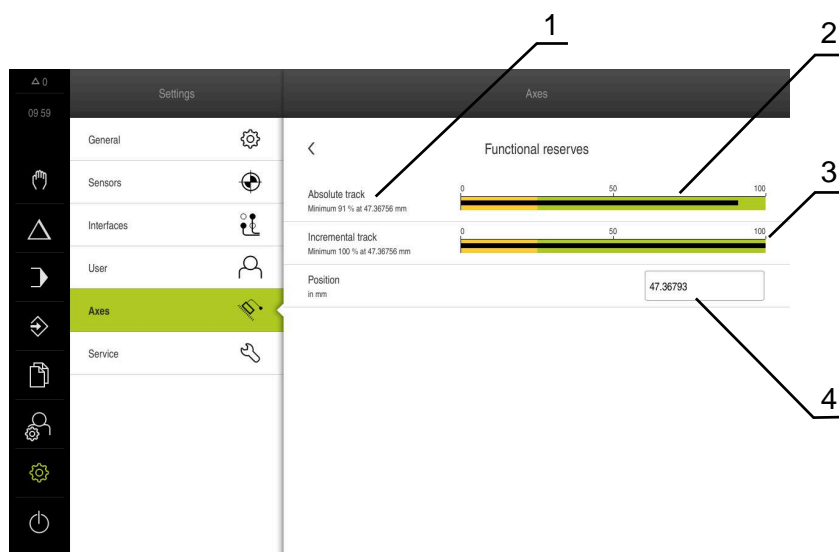 1
2
△ 0
Settings
Axes
09 59
General
Functional reserves
Sensors
3
Absolute track
0 50 100
Minimum 91 % at 47.36756 mm
Interfaces
Incremental track
0 50 100
Minimum 100 % at 47.36756 mm
User
Position
in mm
47.36793
Axes
Service
4